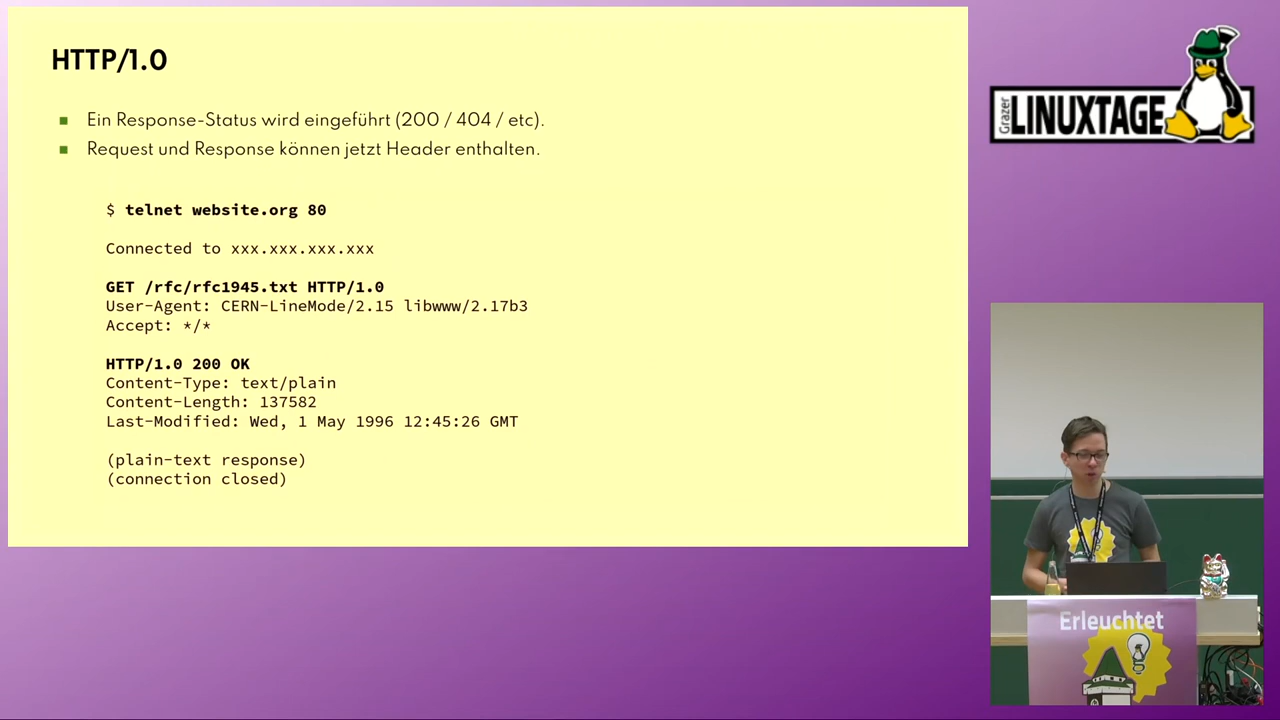 HTTP/1.0
Ein Response-Status wird eingeführt (200 / 404 / etc).
Request und Response können jetzt Header enthalten.
$ telnet website.org 80
Connected to xxx.xxx.xxx.xxx
GET /rfc/rfc1945.txt HTTP/1.0
User-Agent: CERN-LineMode/2.15 libwww/2.17b3
Accept: */*
HTTP/1.0 200 OK
Content-Type: text/plain
Content-Length: 137582
Last-Modified: Wed, 1 May 1996 12:45:26 GMT
(plain-text response)
(connection closed)
Grazer
LINUXTAGE
Erleuchtet